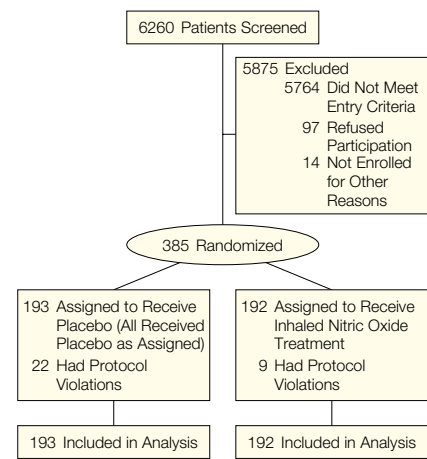 6260 Patients Screened
5875 Excluded
5764 Did Not Meet
Entry Criteria
97 Refused
Participation
14 Not Enrolled
for Other
Reasons
385 Randomized
193 Assigned to Receive
Placebo (All Received
Placebo as Assigned)
22 Had Protocol
Violations
192 Assigned to Receive
Inhaled Nitric Oxide
Treatment
9 Had Protocol
Violations
193 Included in Analysis
192 Included in Analysis